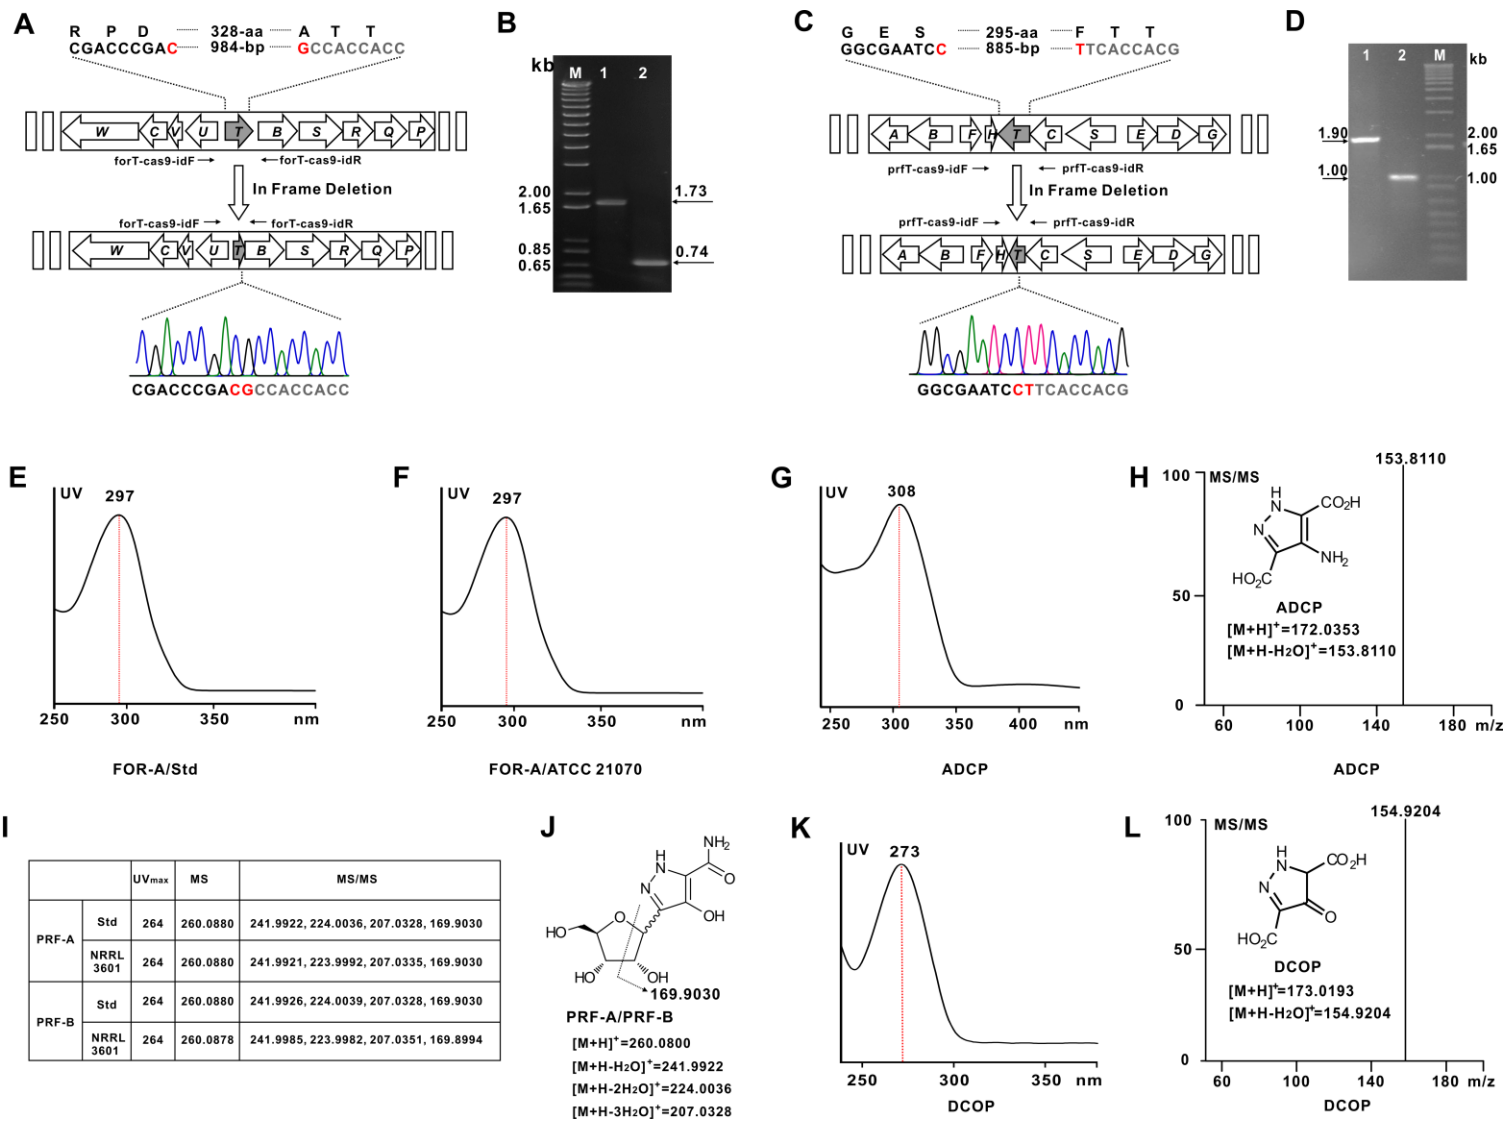 A
R P D 328-aa A T T
CGACCCGAC 984-bp GCCACCACC
W C V U T B S R Q P
forT-cas9-idF forT-cas9-idR
In Frame Deletion
forT-cas9-idF forT-cas9-idR
W C V U T B S R Q P
CGACCCGACGCCACCACC
B
kb
M 1 2
2.00
1.65
0.85
0.65
1.73
0.74
C
G E S 295-aa F T T
GGCGAATCC 885-bp TTCACCACG
A B F H T C S E D G
prfT-cas9-idF prfT-cas9-idR
In Frame Deletion
prfT-cas9-idF prfT-cas9-idR
A B F H T C S E D G
GGCGAATCCTTCACCACG
D
1 2 M kb
1.90
1.00
2.00
1.65
1.00
E
UV 297
250 300 350 nm
FOR-A/Std
F
UV 297
250 300 350 nm
FOR-A/ATCC 21070
G
UV 308
250 300 350 400 nm
ADCP
H
153.8110
100 MS/MS
H
N
N
CO2H
NH2
HO2C
ADCP
[M+H]+=172.0353
[M+H-H2O]+=153.8110
50
0
60 100 140 180 m/z
ADCP
I
UVmax MS MS/MS
PRF-A
Std 264 260.0880 241.9922, 224.0036, 207.0328, 169.9030
NRRL 3601 264 260.0880 241.9921, 223.9992, 207.0335, 169.9030
PRF-B
Std 264 260.0880 241.9926, 224.0039, 207.0328, 169.9030
NRRL 3601 264 260.0878 241.9985, 223.9982, 207.0351, 169.8994
J
NH2
H
N
N
O
OH
O
HO
HO
OH
169.9030
PRF-A/PRF-B
[M+H]+=260.0800
[M+H-H2O]+=241.9922
[M+H-2H2O]+=224.0036
[M+H-3H2O]+=207.0328
K
UV 273
250 300 350 nm
DCOP
L
154.9204
100 MS/MS
H
N
N
CO2H
O
HO2C
DCOP
[M+H]+=173.0193
[M+H-H2O]+=154.9204
50
0
60 100 140 180 m/z
DCOP